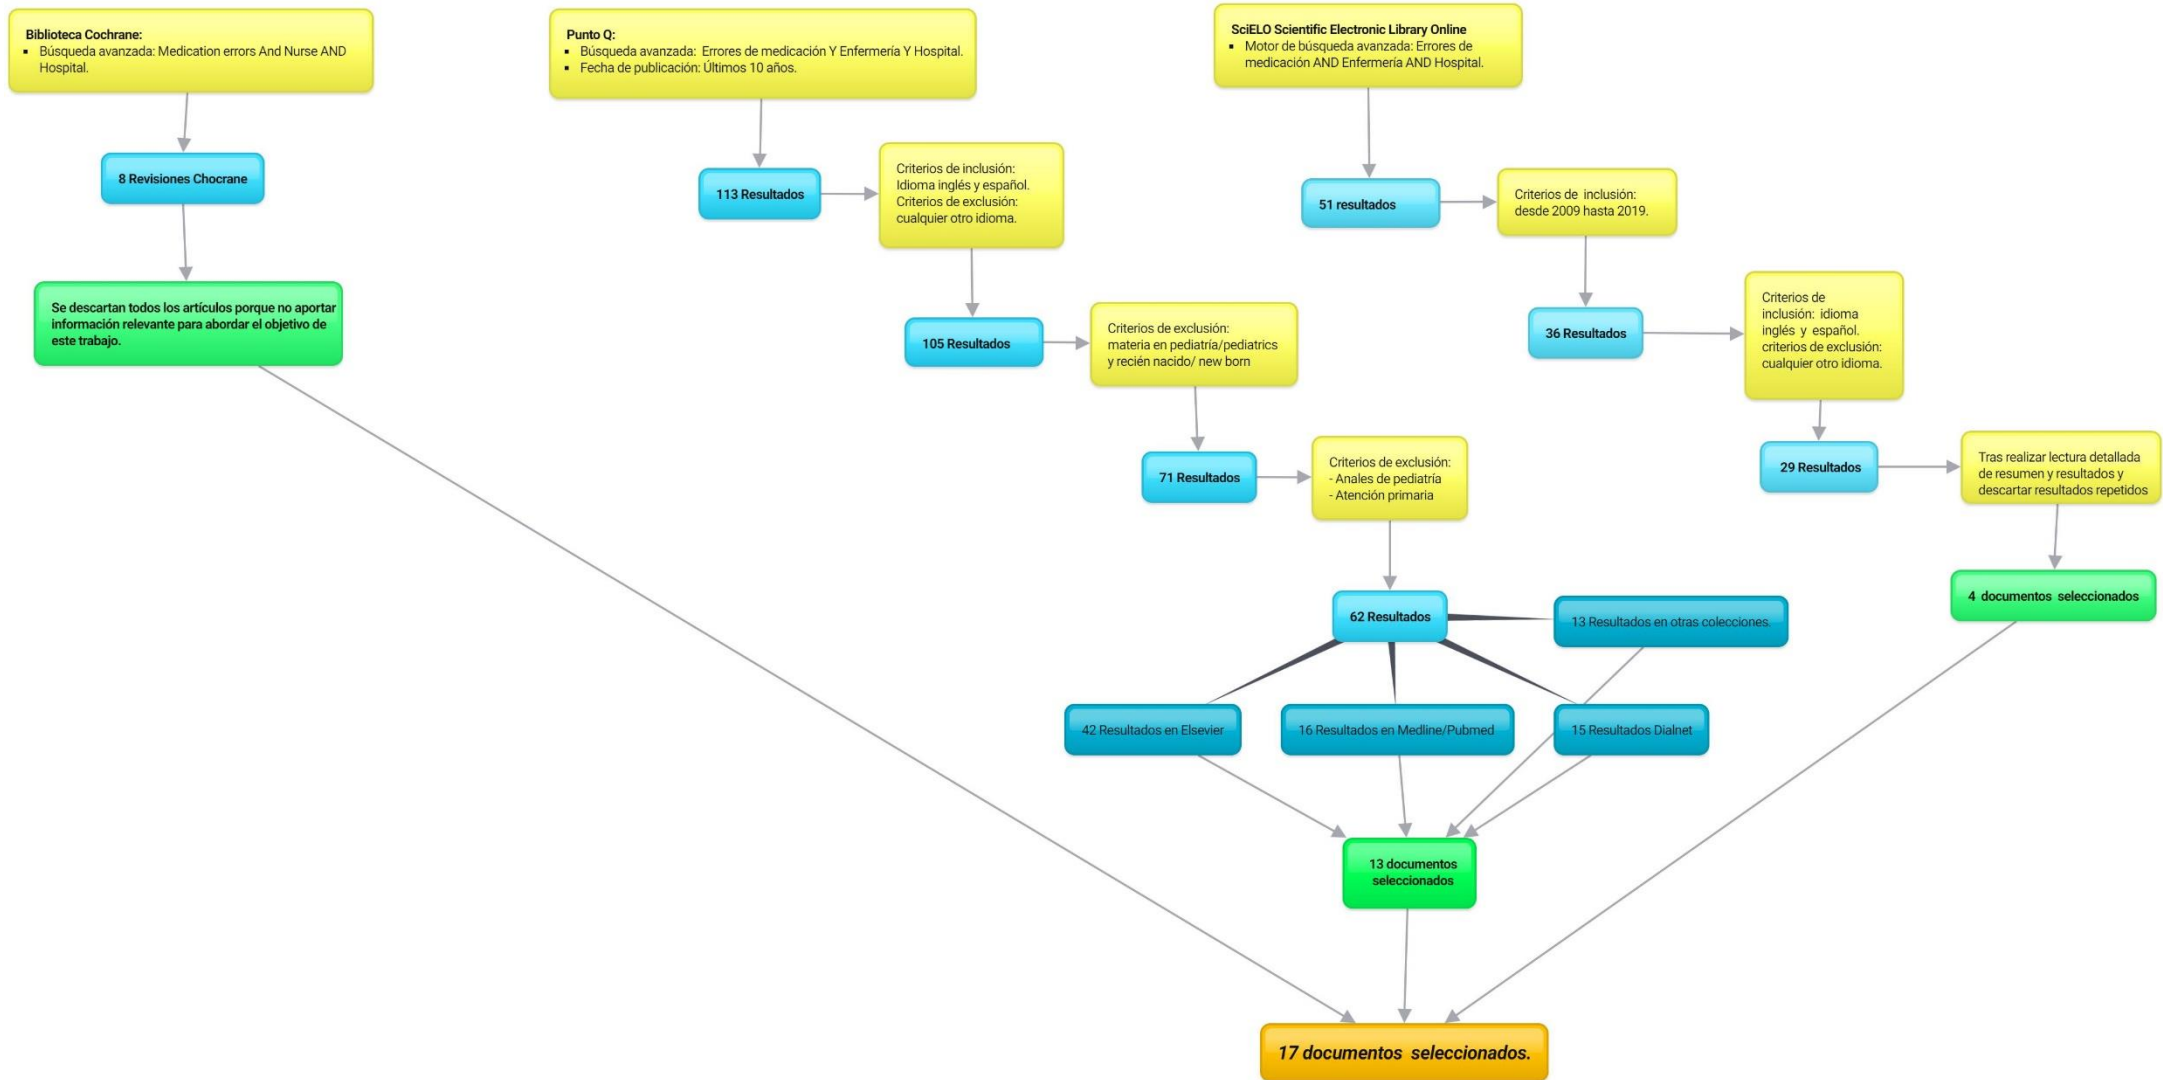 Biblioteca Cochrane:
▪ Búsqueda avanzada: Medication errors And Nurse AND
Hospital.
8 Revisiones Chocrane
Se descartan todos los artículos porque no aportar
información relevante para abordar el objetivo de
este trabajo.
Punto Q:
▪ Búsqueda avanzada: Errores de medicación Y Enfermería Y Hospital.
▪ Fecha de publicación: Últimos 10 años.
113 Resultados
Criterios de inclusión:
Idioma inglés y español.
Criterios de exclusión:
cualquier otro idioma.
105 Resultados
Criterios de exclusión:
materia en pediatría/pediatrics
y recién nacido/ new born
71 Resultados
Criterios de exclusión:
- Anales de pediatría
- Atención primaria
62 Resultados
13 Resultados en otras colecciones.
42 Resultados en Elsevier
16 Resultados en Medline/Pubmed
15 Resultados Dialnet
13 documentos
seleccionados
SciELO Scientific Electronic Library Online
▪ Motor de búsqueda avanzada: Errores de
medicación AND Enfermería AND Hospital.
51 resultados
Criterios de inclusión:
desde 2009 hasta 2019.
36 Resultados
Criterios de
inclusión: idioma
inglés y español.
criterios de exclusión:
cualquier otro idioma.
29 Resultados
Tras realizar lectura detallada
de resumen y resultados y
descartar resultados repetidos
4 documentos seleccionados
17 documentos seleccionados.